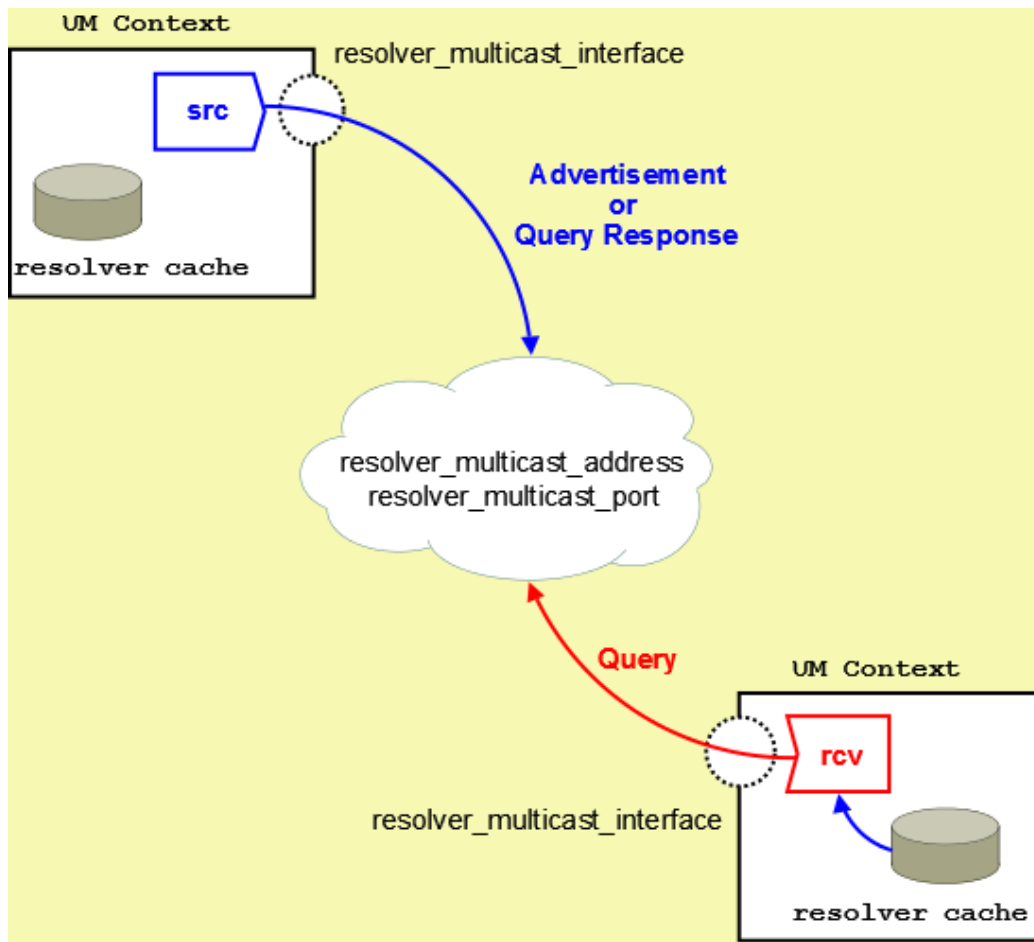 UM Context
resolver_multicast_interface
src
Advertisement
or
Query Response
resolver cache
resolver_multicast_address
resolver_multicast_port
Query
UM Context
rcv
resolver_multicast_interface
resolver cache